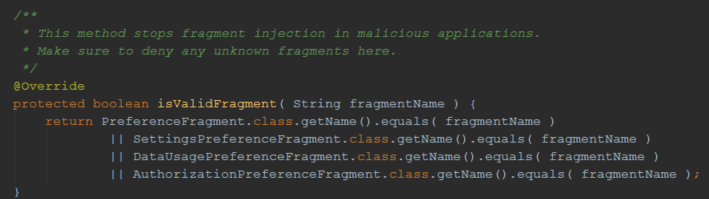 /**
 * This method stops fragment injection in malicious applications.
 * Make sure to deny any unknown fragments here.
 */
@Override
protected boolean isValidFragment( String fragmentName ) {
    return PreferenceFragment.class.getName().equals( fragmentName )
            || SettingsPreferenceFragment.class.getName().equals( fragmentName )
            || DataUsagePreferenceFragment.class.getName().equals( fragmentName )
            || AuthorizationPreferenceFragment.class.getName().equals( fragmentName );
}